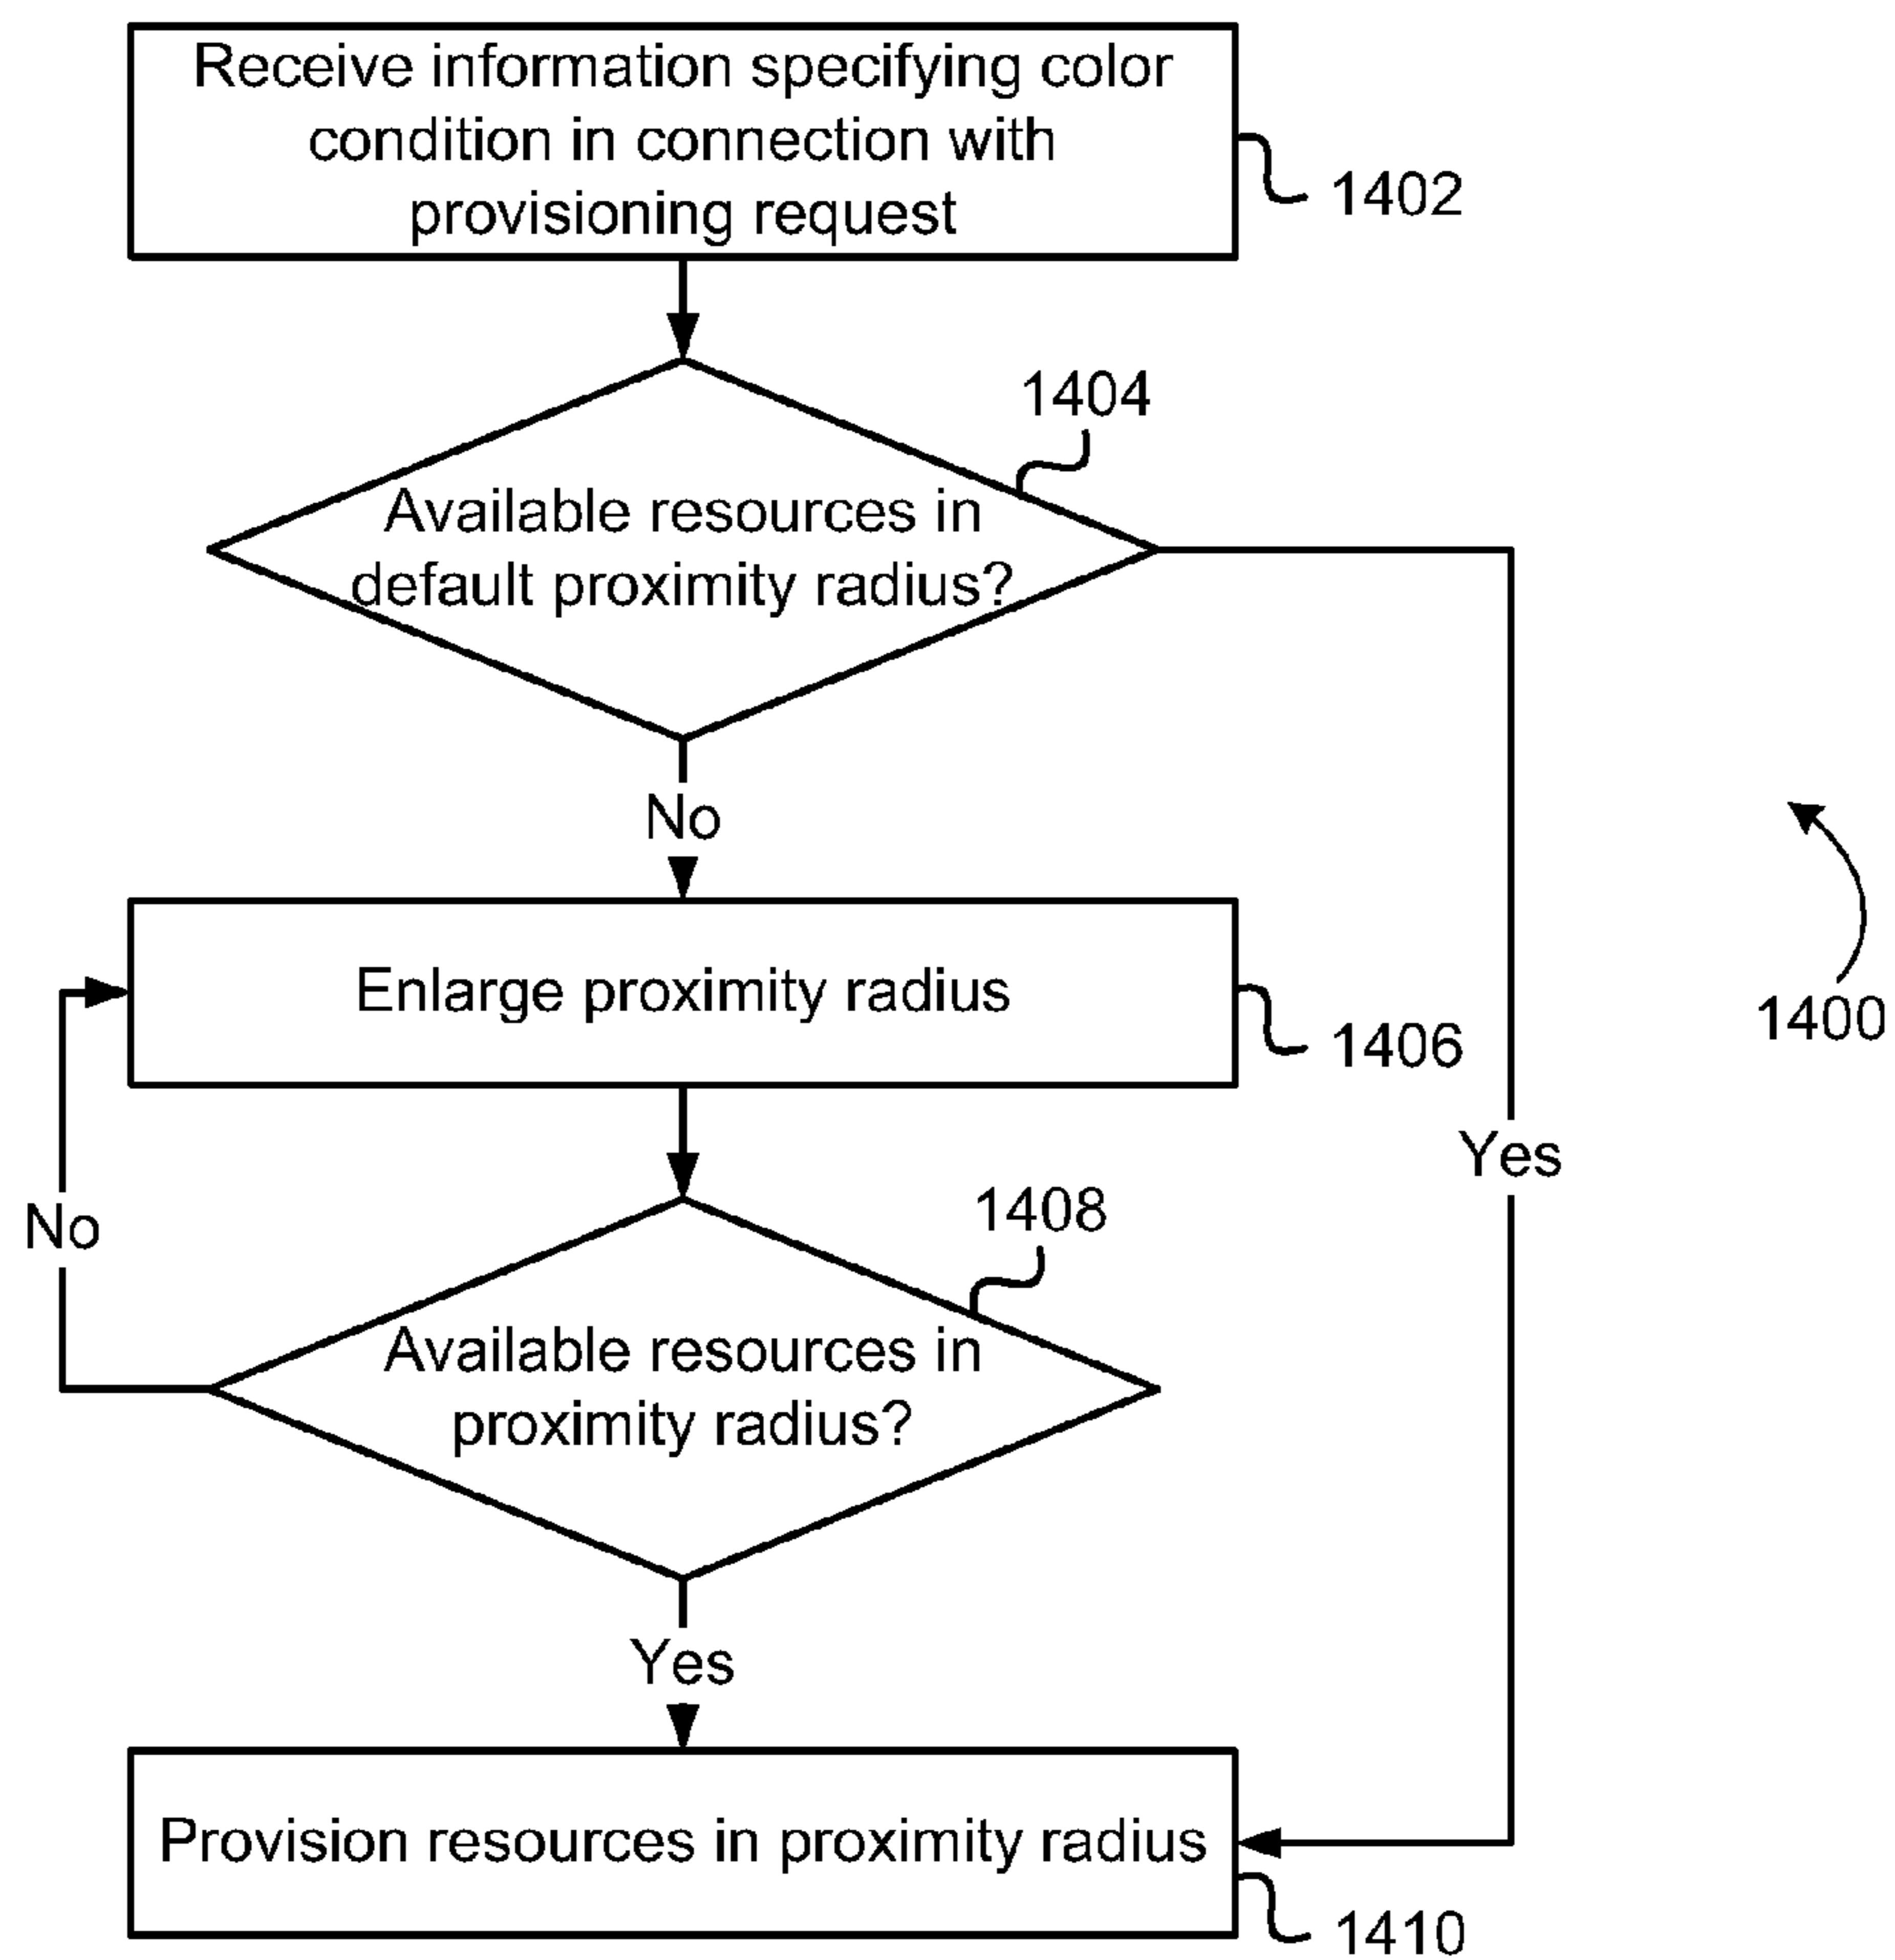 Receive information specifying color
condition in connection with
provisioning request
1402
1404
Available resources in
default proximity radius?
No
Enlarge proximity radius
1406
1400
Yes
1408
No
Available resources in
proximity radius?
Yes
Provision resources in proximity radius
1410